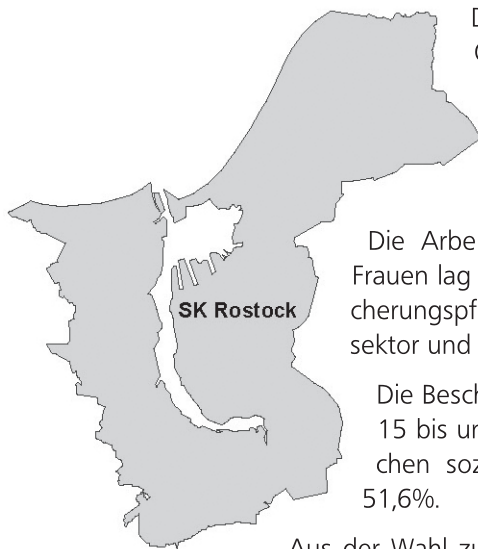 SK Rostock
Die Arbe
Frauen lag
cherungspf
sektor und
Die Besch
15 bis un
chen soz
51,6%.
Aus der Wahl zu